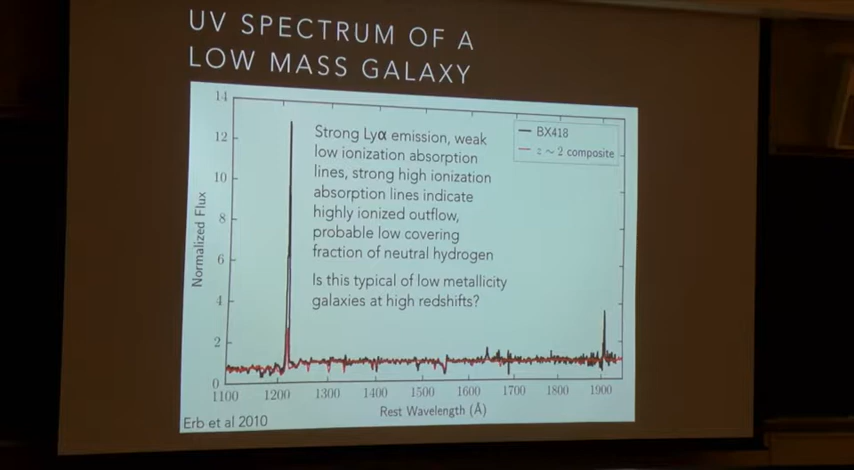 UV SPECTRUM OF A
LOW MASS GALAXY
14
12
10
8
6
4
2
0
Normalized Flux
Strong Lyα emission, weak
low ionization absorption
lines, strong high ionization
absorption lines indicate
highly ionized outflow,
probable low covering
fraction of neutral hydrogen
Is this typical of low metallicity
galaxies at high redshifts?
BX418
z ~ 2 composite
1100 1200 1300 1400 1500 1600 1700 1800 1900
Rest Wavelength (Å)
Erb et al 2010